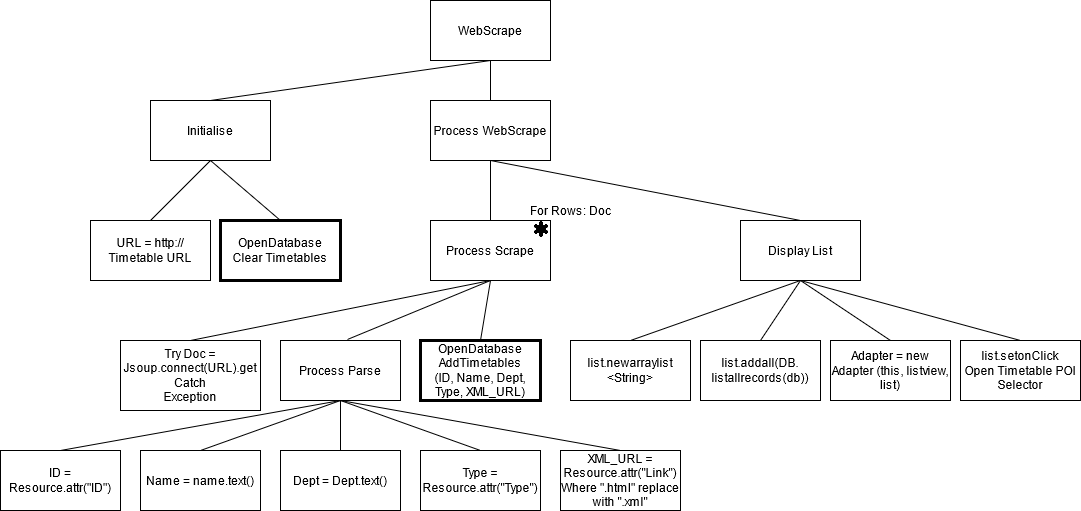 WebScrape
Initialise
Process WebScrape
URL = http://
Timetable URL
OpenDatabase
Clear Timetables
For Rows: Doc
Process Scrape
Display List
Try Doc =
Jsoup.connect(URL).get
Catch
Exception
Process Parse
OpenDatabase
AddTimetables
(ID, Name, Dept,
Type, XML_URL)
list.newarraylist
<String>
list.addall(DB.
listallrecords(db))
Adapter = new
Adapter (this, listview,
list)
list.setonClick
Open Timetable POI
Selector
ID =
Resource.attr("ID")
Name = name.text()
Dept = Dept.text()
Type =
Resource.attr("Type")
XML_URL =
Resource.attr("Link")
Where ".html" replace
with ".xml"